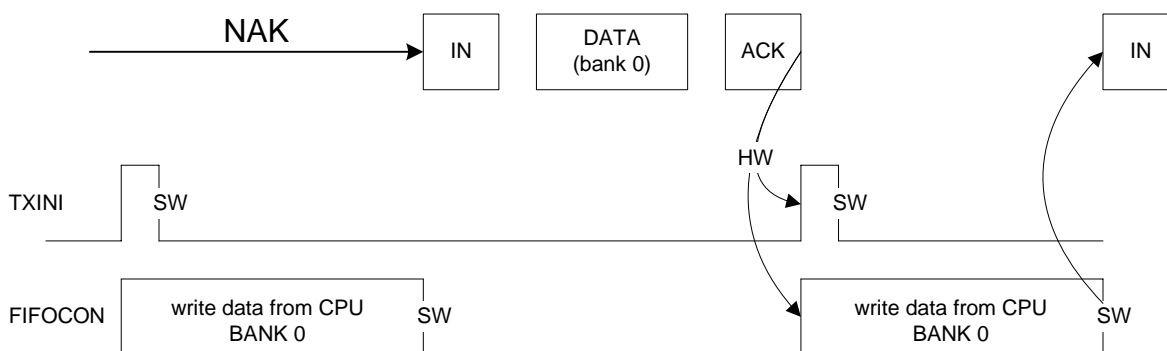 NAK
IN
DATA
(bank 0)
ACK
IN
HW
TXINI
SW
SW
FIFOCON
write data from CPU
BANK 0
SW
write data from CPU
BANK 0
SW